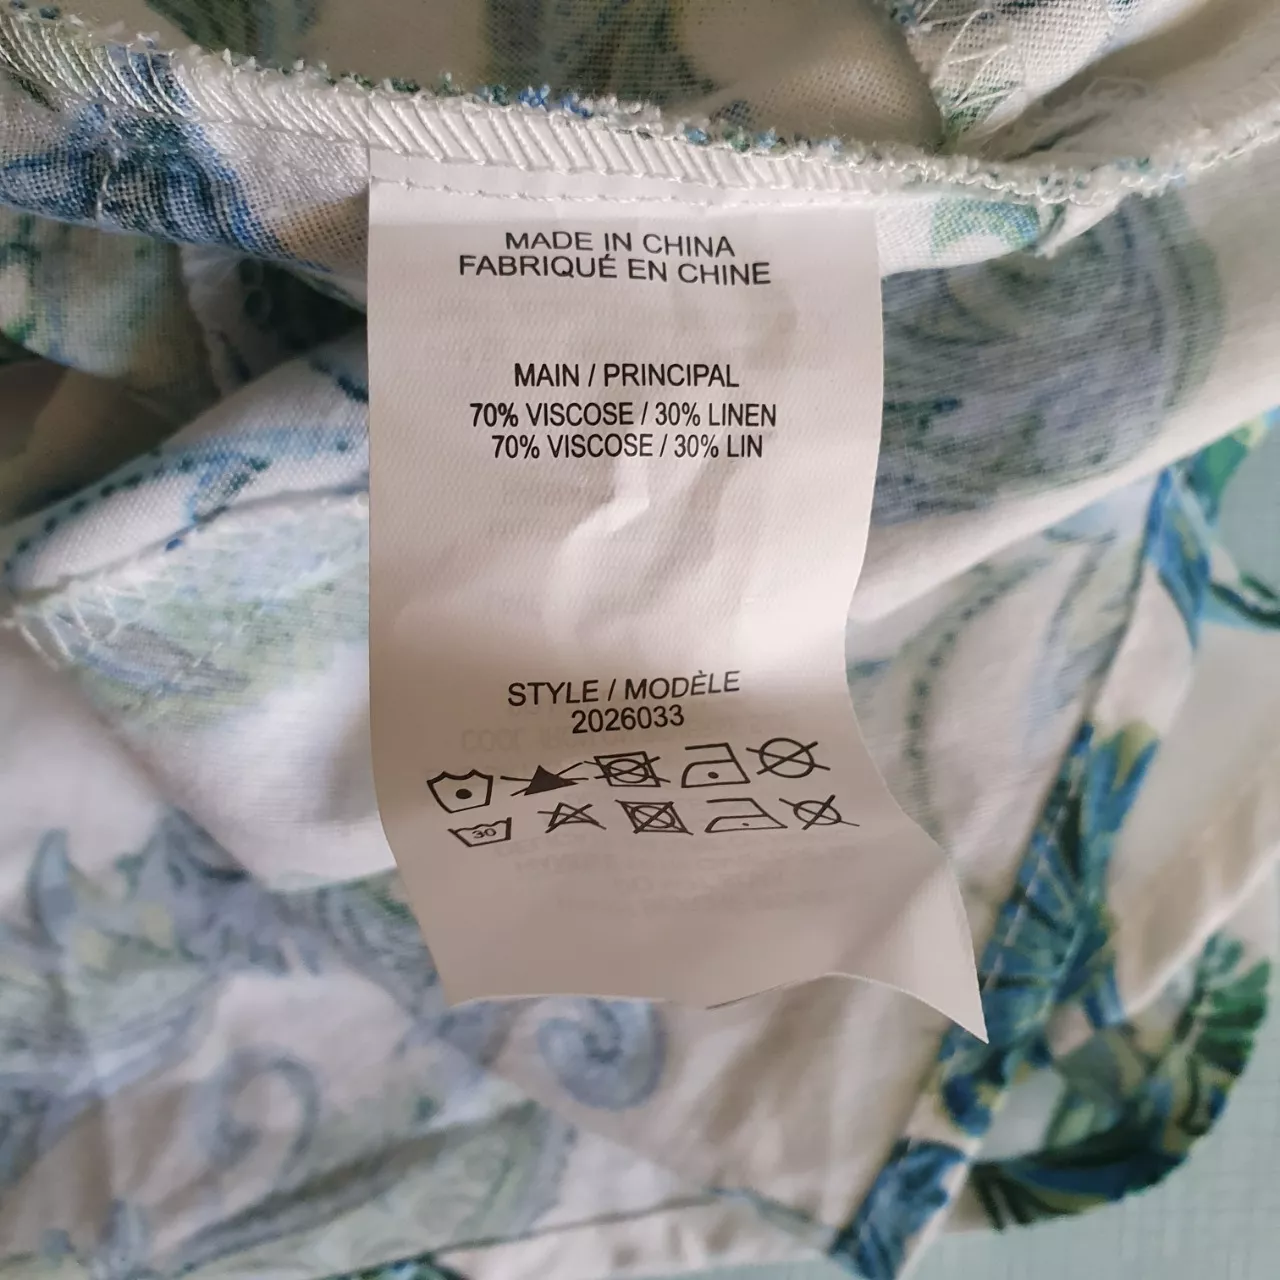 MADE IN CHINA
FABRIQUÉ EN CHINE
MAIN / PRINCIPAL
70% VISCOSE / 30% LINEN
70% VISCOSE / 30% LIN
STYLE / MODÈLE
2026033
30